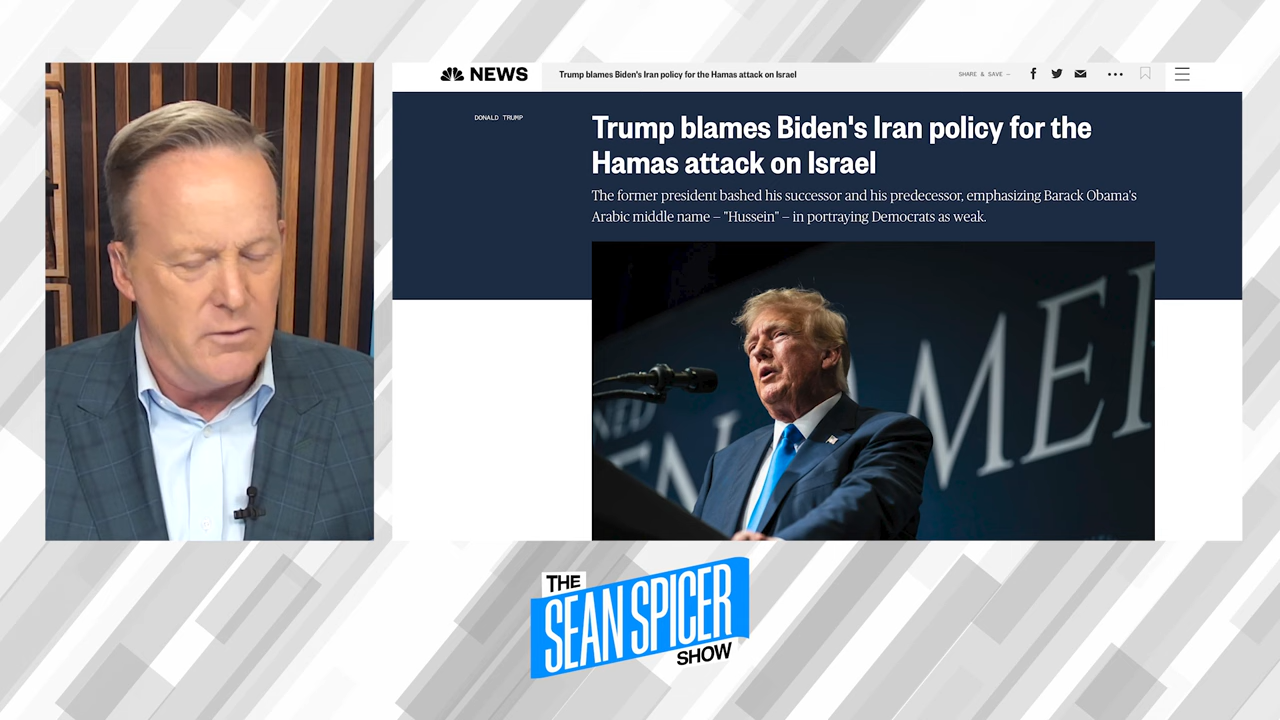 NEWS
Trump blames Biden's Iran policy for the Hamas attack on Israel
SHARE & SAVE —
DONALD TRUMP
Trump blames Biden's Iran policy for the
Hamas attack on Israel
The former president bashed his successor and his predecessor, emphasizing Barack Obama's
Arabic middle name — "Hussein" — in portraying Democrats as weak.
THE
SEAN SPICER
SHOW